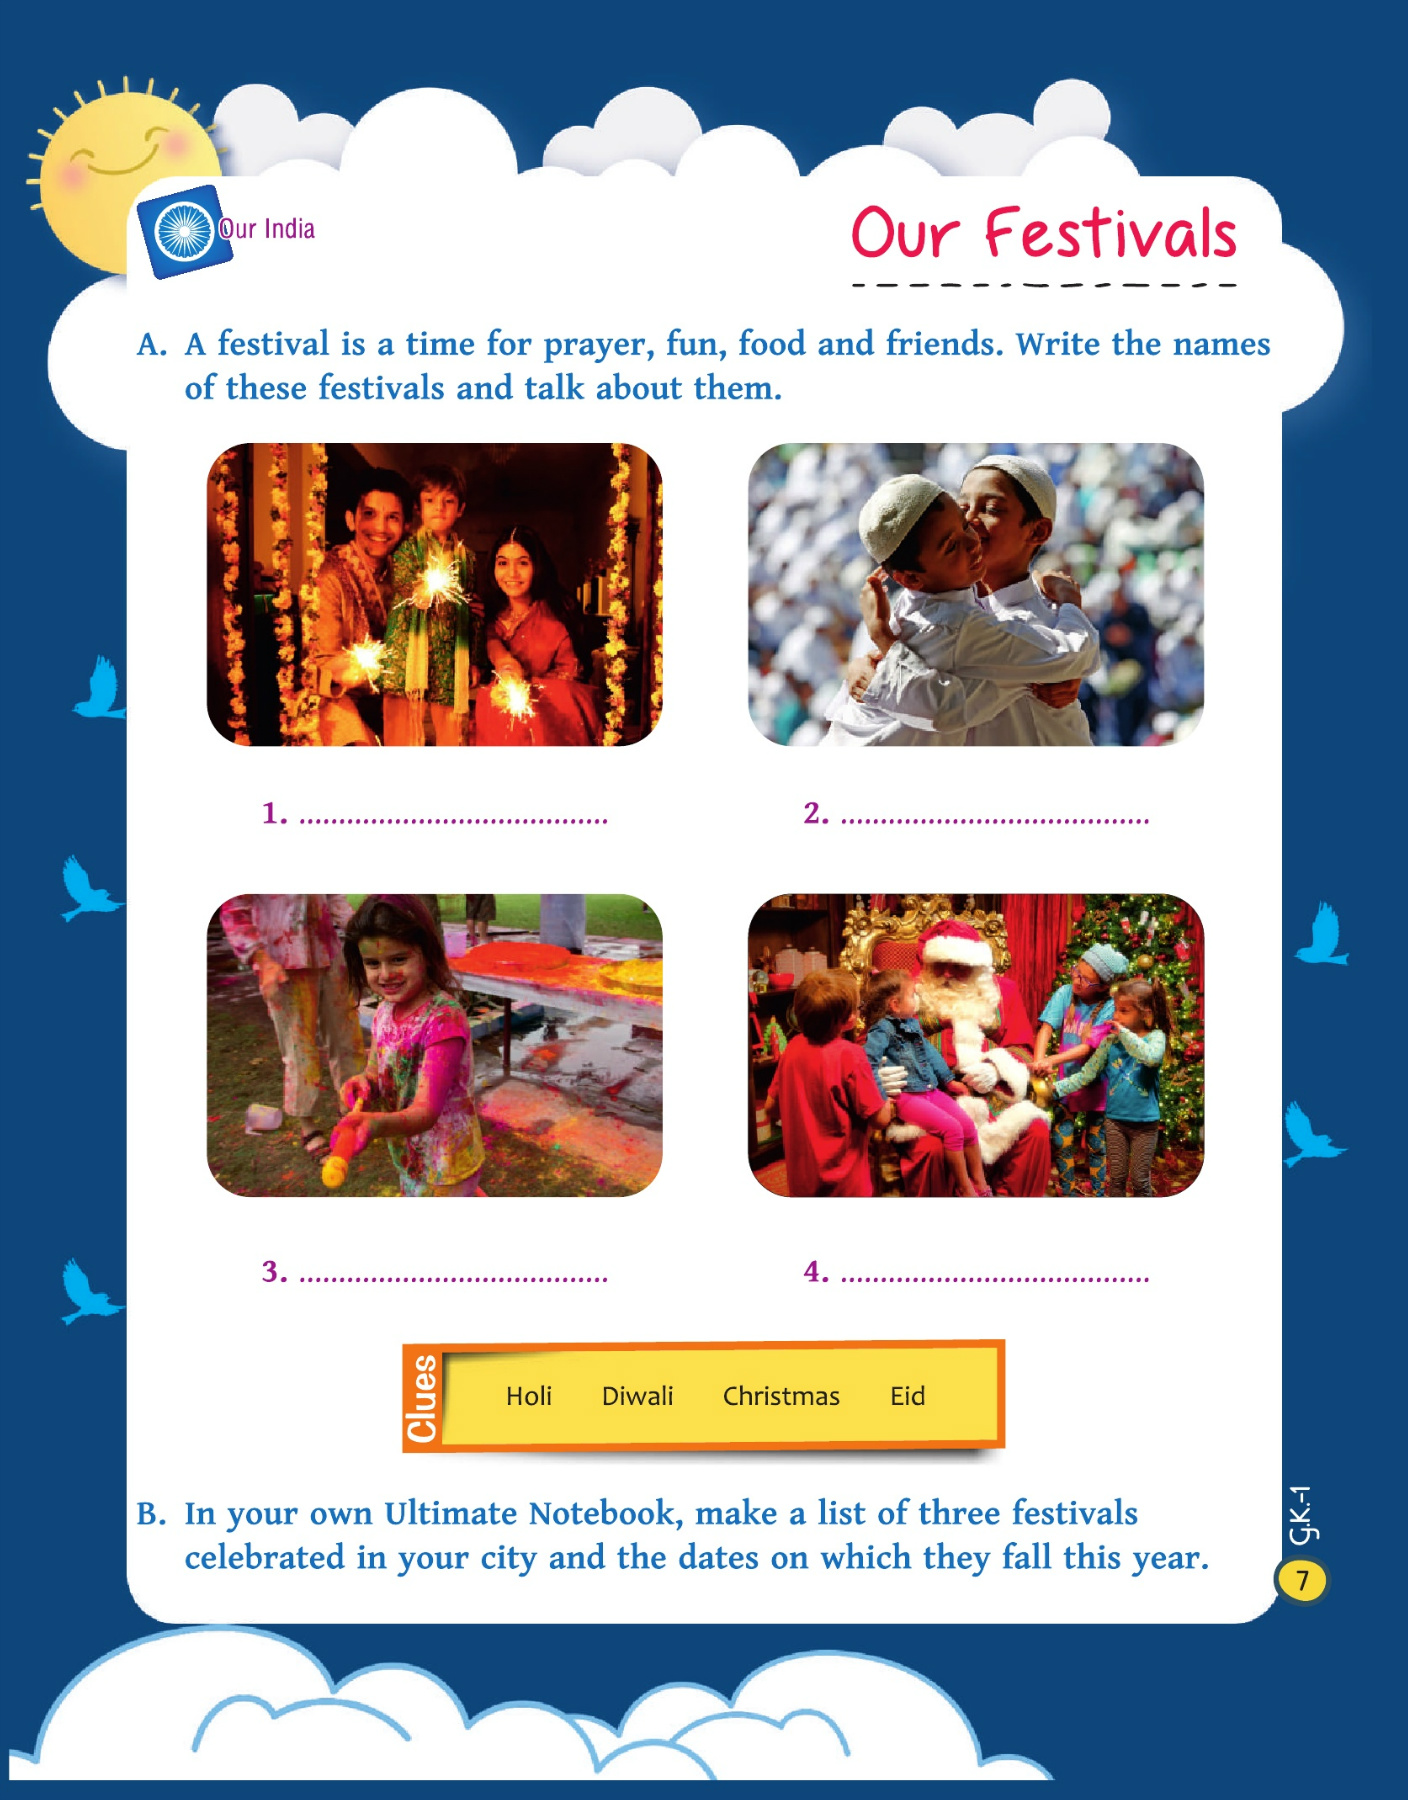 Our India
Our Festivals
A. A festival is a time for prayer, fun, food and friends. Write the names
of these festivals and talk about them.
1. .......................................
2. .......................................
3. .......................................
4. .......................................
Clues
Holi Diwali Christmas Eid
B. In your own Ultimate Notebook, make a list of three festivals
celebrated in your city and the dates on which they fall this year.
G.K.-1
7